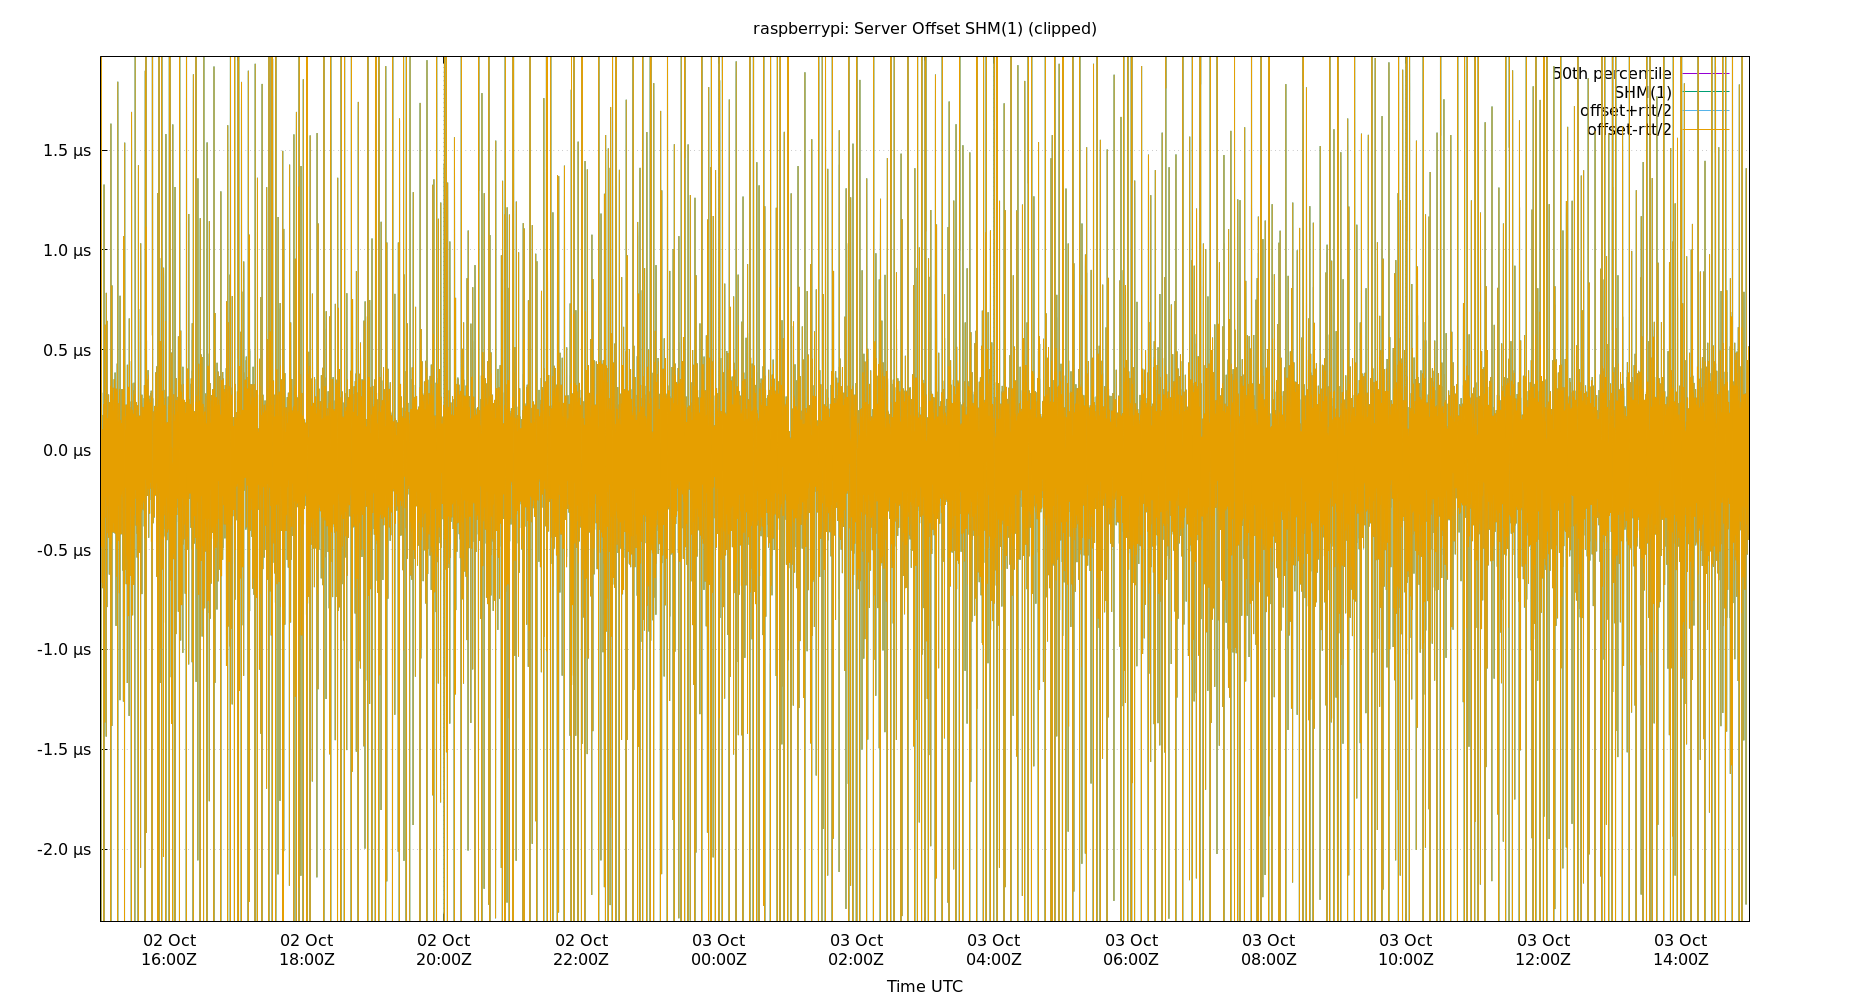 raspberrypi: Server Offset SHM(1) (clipped)
50th percentile
SHM(1)
offset+rtt/2
offset-rtt/2
1.5 µs
1.0 µs
0.5 µs
0.0 µs
-0.5 µs
-1.0 µs
-1.5 µs
-2.0 µs
02 Oct 02 Oct 02 Oct 02 Oct 03 Oct 03 Oct 03 Oct 03 Oct 03 Oct 03 Oct 03 Oct 03 Oct
16:00Z 18:00Z 20:00Z 22:00Z 00:00Z 02:00Z 04:00Z 06:00Z 08:00Z 10:00Z 12:00Z 14:00Z
Time UTC